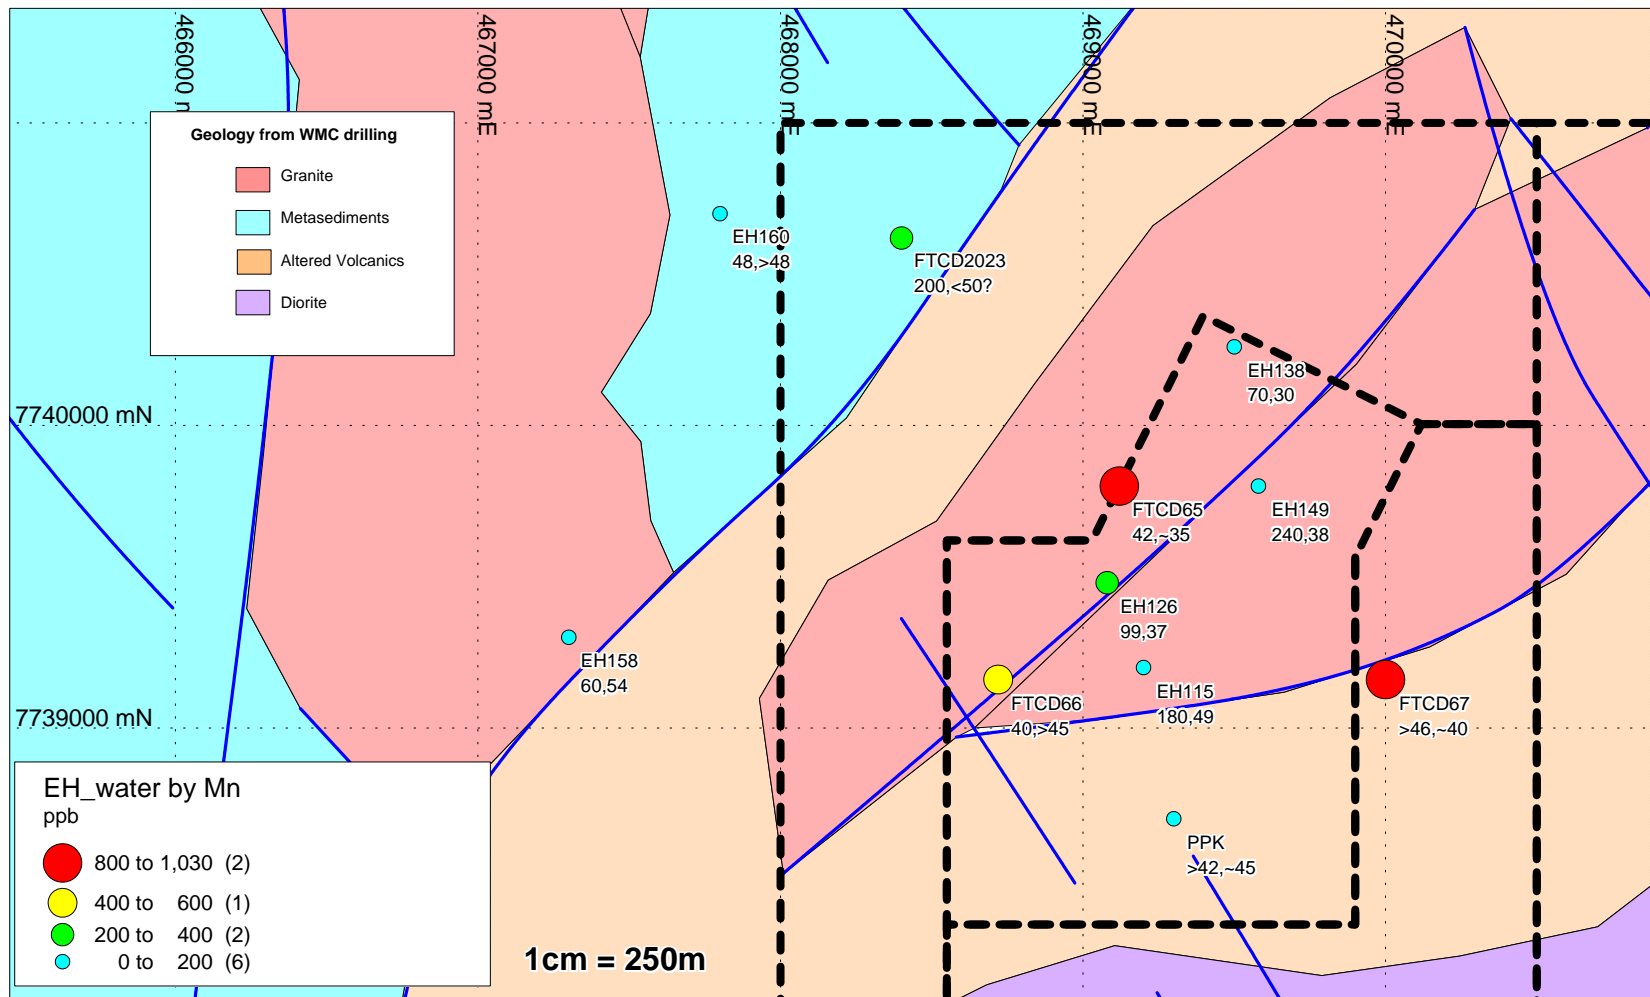 466000 m
467000 mE
468000 mE
469000 mE
470000 mE
Geology from WMC drilling
Granite
Metasediments
Altered Volcanics
Diorite
EH160
48,>48
FTCD2023
200,<50?
EH138
70,30
7740000 mN
FTCD65
42,~35
EH149
240,38
EH126
99,37
EH158
60,54
EH115
180,49
FTCD66
40,>45
FTCD67
>46,~40
7739000 mN
PPK
>42,~45
EH_water by Mn
ppb
800 to 1,030 (2)
400 to 600 (1)
200 to 400 (2)
0 to 200 (6)
1cm = 250m